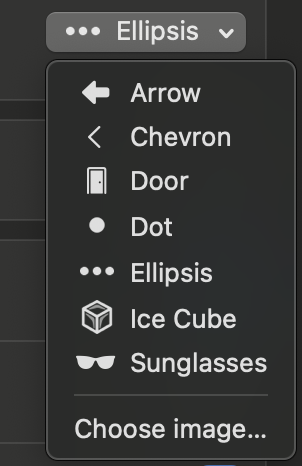 Ellipsis
Arrow
Chevron
Door
Dot
Ellipsis
Ice Cube
Sunglasses
Choose image...